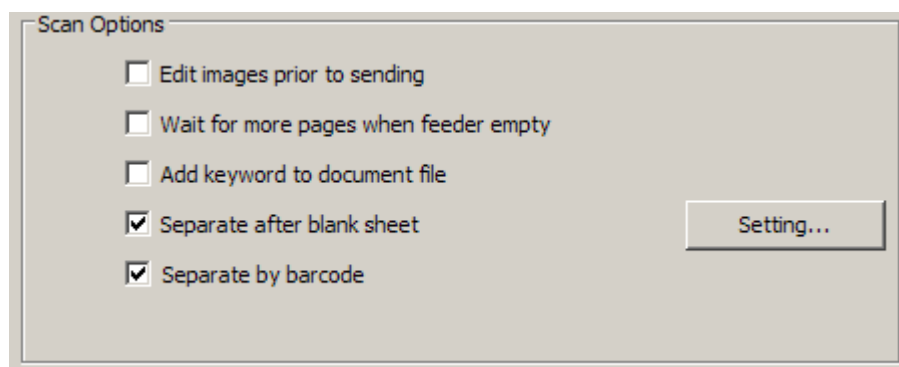 Scan Options
Edit images prior to sending
Wait for more pages when feeder empty
Add keyword to document file
Separate after blank sheet
Setting...
Separate by barcode